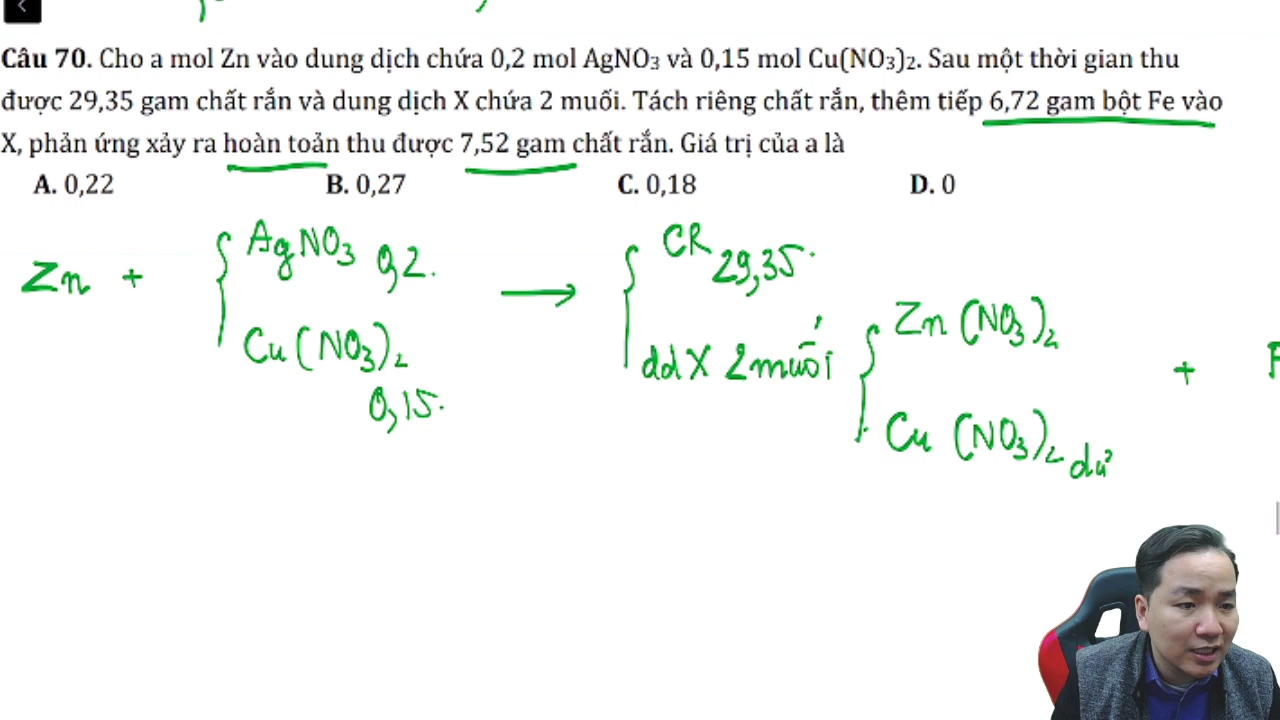 Câu 70. Cho a mol Zn vào dung dịch chứa 0,2 mol AgNO₃ và 0,15 mol Cu(NO₃)₂. Sau một thời gian thu
được 29,35 gam chất rắn và dung dịch X chứa 2 muối. Tách riêng chất rắn, thêm tiếp 6,72 gam bột Fe vào
X, phản ứng xảy ra hoàn toản thu được 7,52 gam chất rắn. Giá trị của a là
A. 0,22 B. 0,27 C. 0,18 D. 0
Zn + AgNO₃ 0,2. → CR 29,35.
Cu(NO₃)₂ 0,15.
ddX 2 muối Zn(NO₃)₂ +
Cu(NO₃)₂ dư